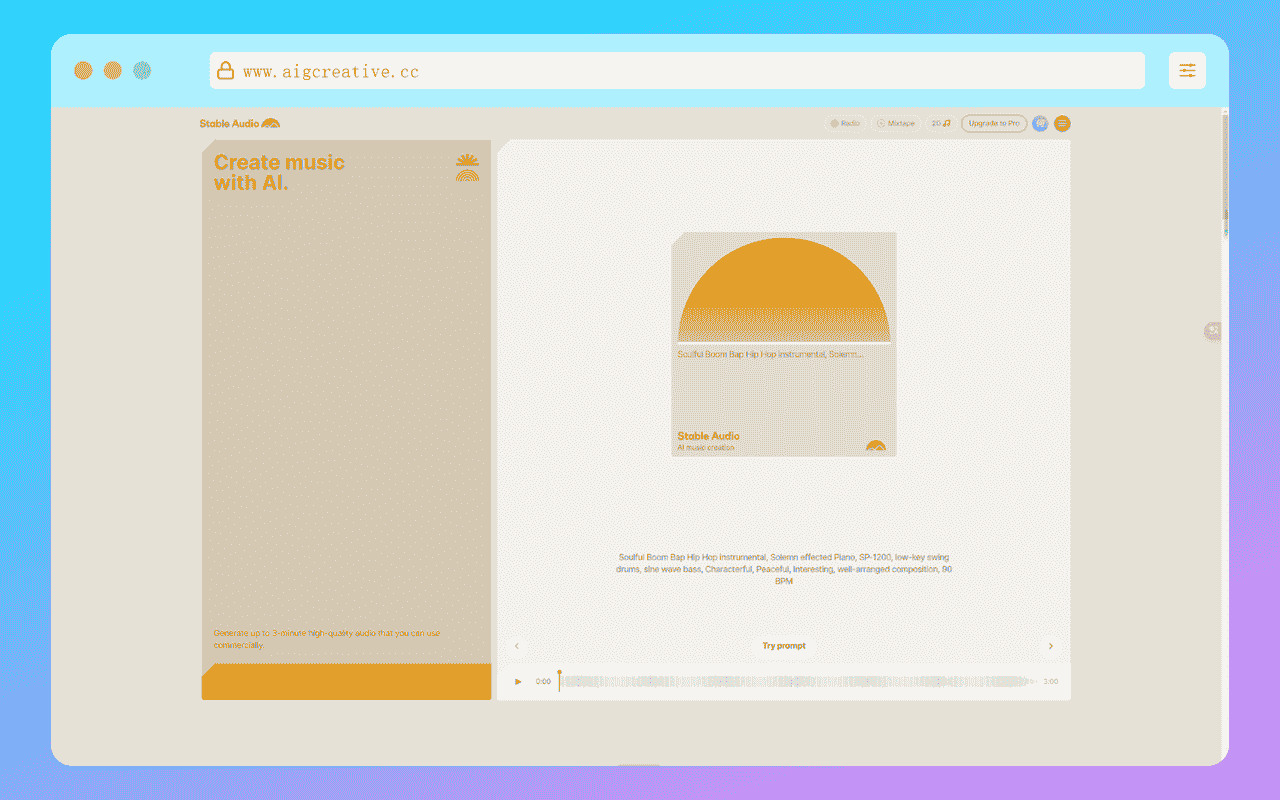 www.aigcreative.cc
Stable Audio
Radio
Mixtape
20
Upgrade to Pro
Create music
with AI.
Generate up to 3-minute high-quality audio that you can use
commercially.
Soulful Boom Bap Hip Hop instrumental, Solemn...
Stable Audio
AI music creation
Soulful Boom Bap Hip Hop instrumental, Solemn effected Piano, SP-1200, low-key swing
drums, sine wave bass, Characterful, Peaceful, Interesting, well-arranged composition, 90
BPM
Try prompt
0:00
3:00